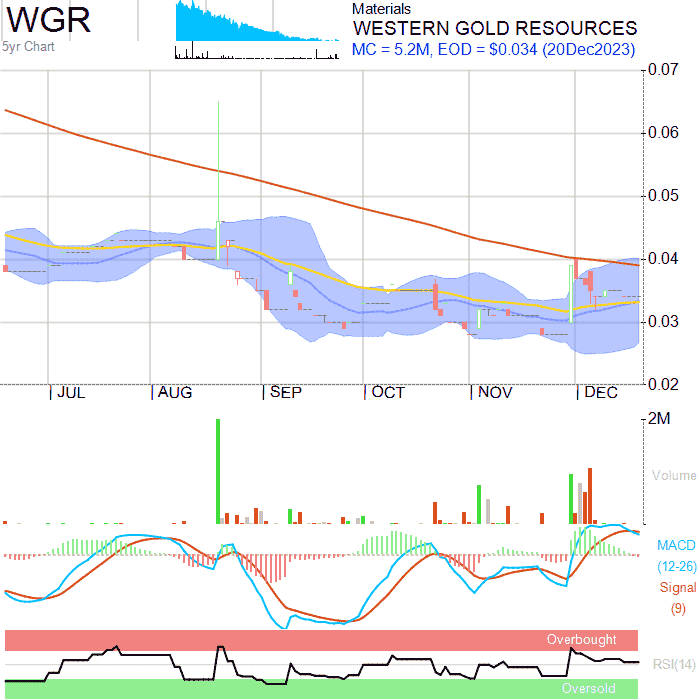 WGR
5yr Chart
Materials
WESTERN GOLD RESOURCES
MC = 5.2M, EOD = $0.034 (20Dec2023)
0.07
0.06
0.05
0.04
0.03
0.02
JUL AUG SEP OCT NOV DEC
2M
Volume
MACD
(12-26)
Signal
(9)
Overbought
RSI(14)
Oversold